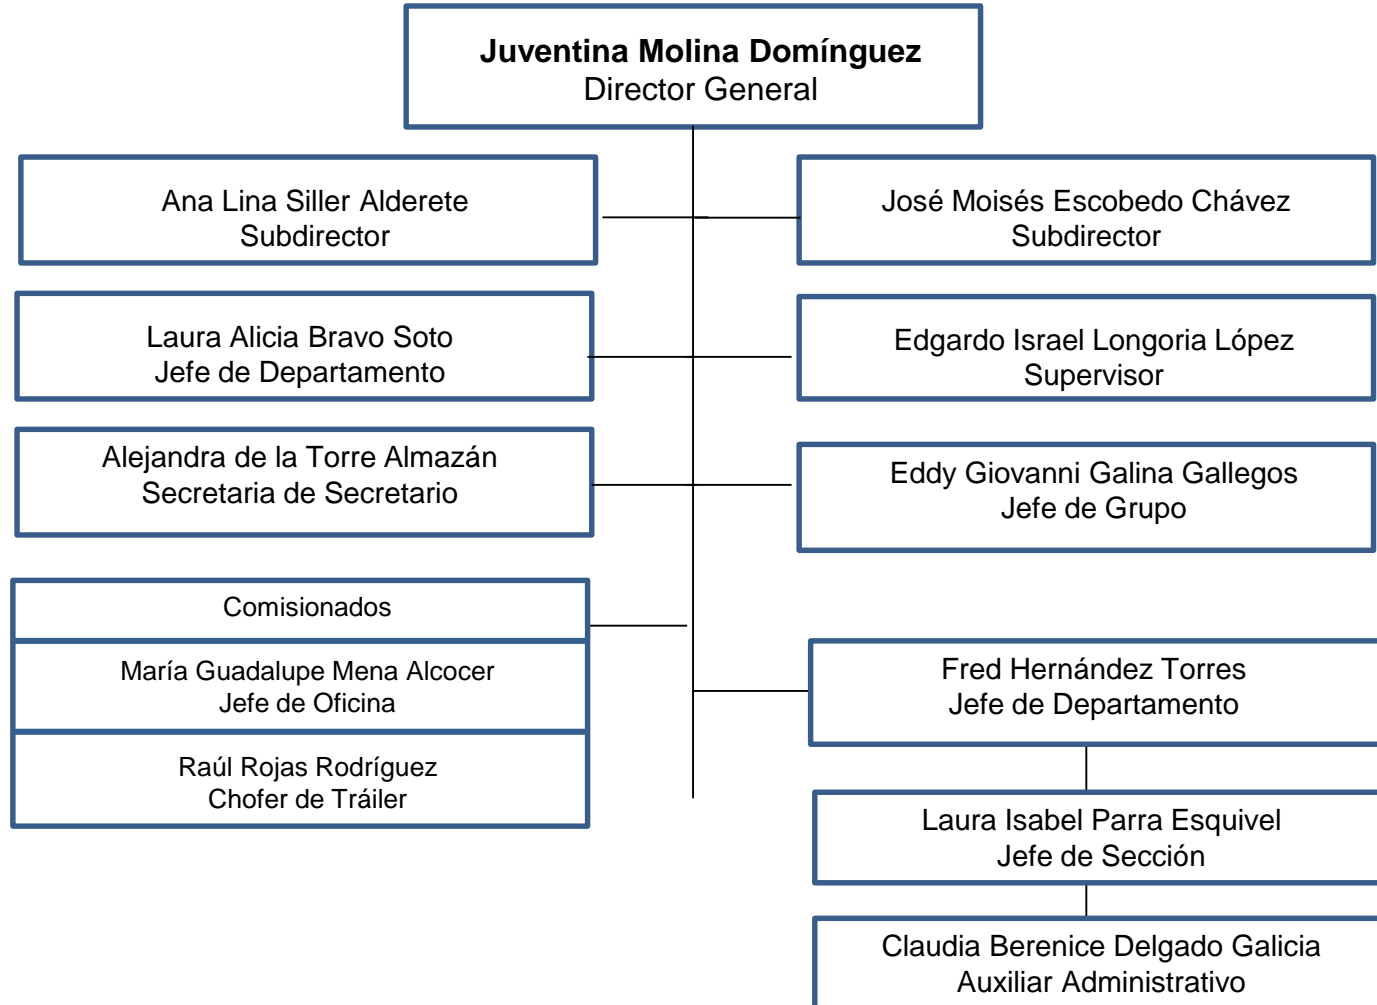 Juventina Molina Domínguez
Director General
Ana Lina Siller Alderete
Subdirector
José Moisés Escobedo Chávez
Subdirector
Laura Alicia Bravo Soto
Jefe de Departamento
Edgardo Israel Longoria López
Supervisor
Alejandra de la Torre Almazán
Secretaria de Secretario
Eddy Giovanni Galina Gallegos
Jefe de Grupo
Comisionados
María Guadalupe Mena Alcocer
Jefe de Oficina
Raúl Rojas Rodríguez
Chofer de Tráiler
Fred Hernández Torres
Jefe de Departamento
Laura Isabel Parra Esquivel
Jefe de Sección
Claudia Berenice Delgado Galicia
Auxiliar Administrativo